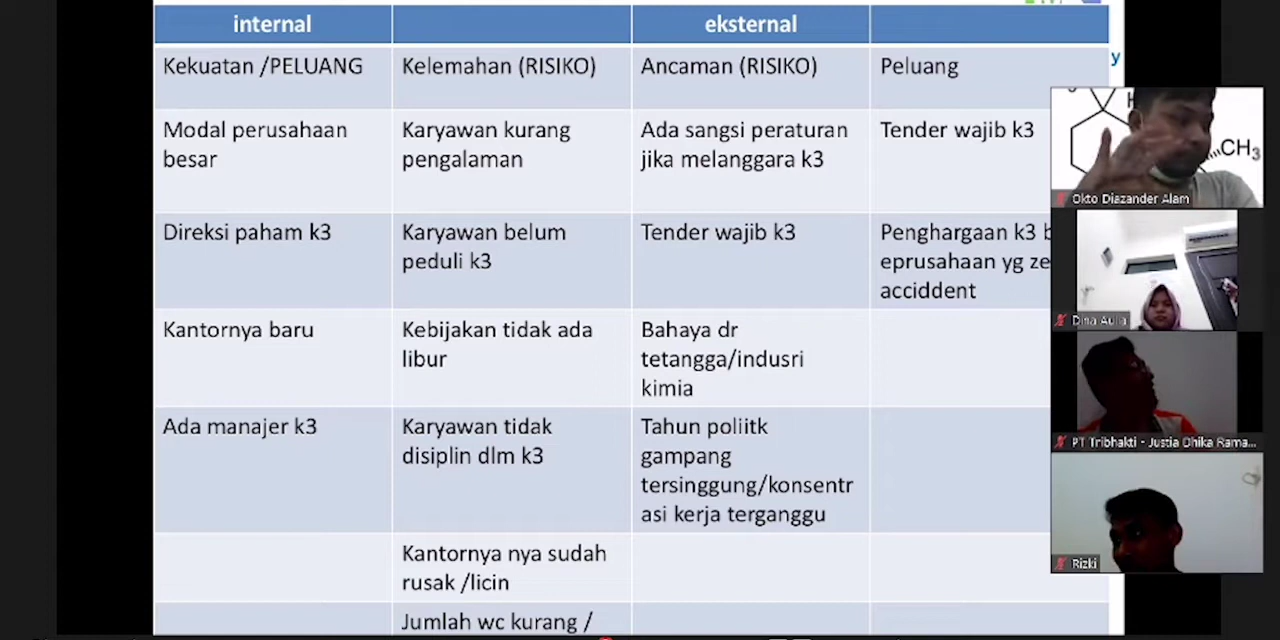 internal
eksternal
Kekuatan /PELUANG
Kelemahan (RISIKO)
Ancaman (RISIKO)
Peluang
Modal perusahaan
besar
Karyawan kurang
pengalaman
Ada sangsi peraturan
jika melanggara k3
Tender wajib k3
Direksi paham k3
Karyawan belum
peduli k3
Tender wajib k3
Penghargaan k3 b
eprusahaan yg ze
acciddent
Kantornya baru
Kebijakan tidak ada
libur
Bahaya dr
tetangga/indusri
kimia
Ada manajer k3
Karyawan tidak
disiplin dlm k3
Tahun poliitk
gampang
tersinggung/konsentr
asi kerja terganggu
Kantornya nya sudah
rusak /licin
Jumlah wc kurang /
y
CH3
Okto Diazander Alam
Dina Aulia
PT Tribhakti - Justia Dhika Rama...
Rizki